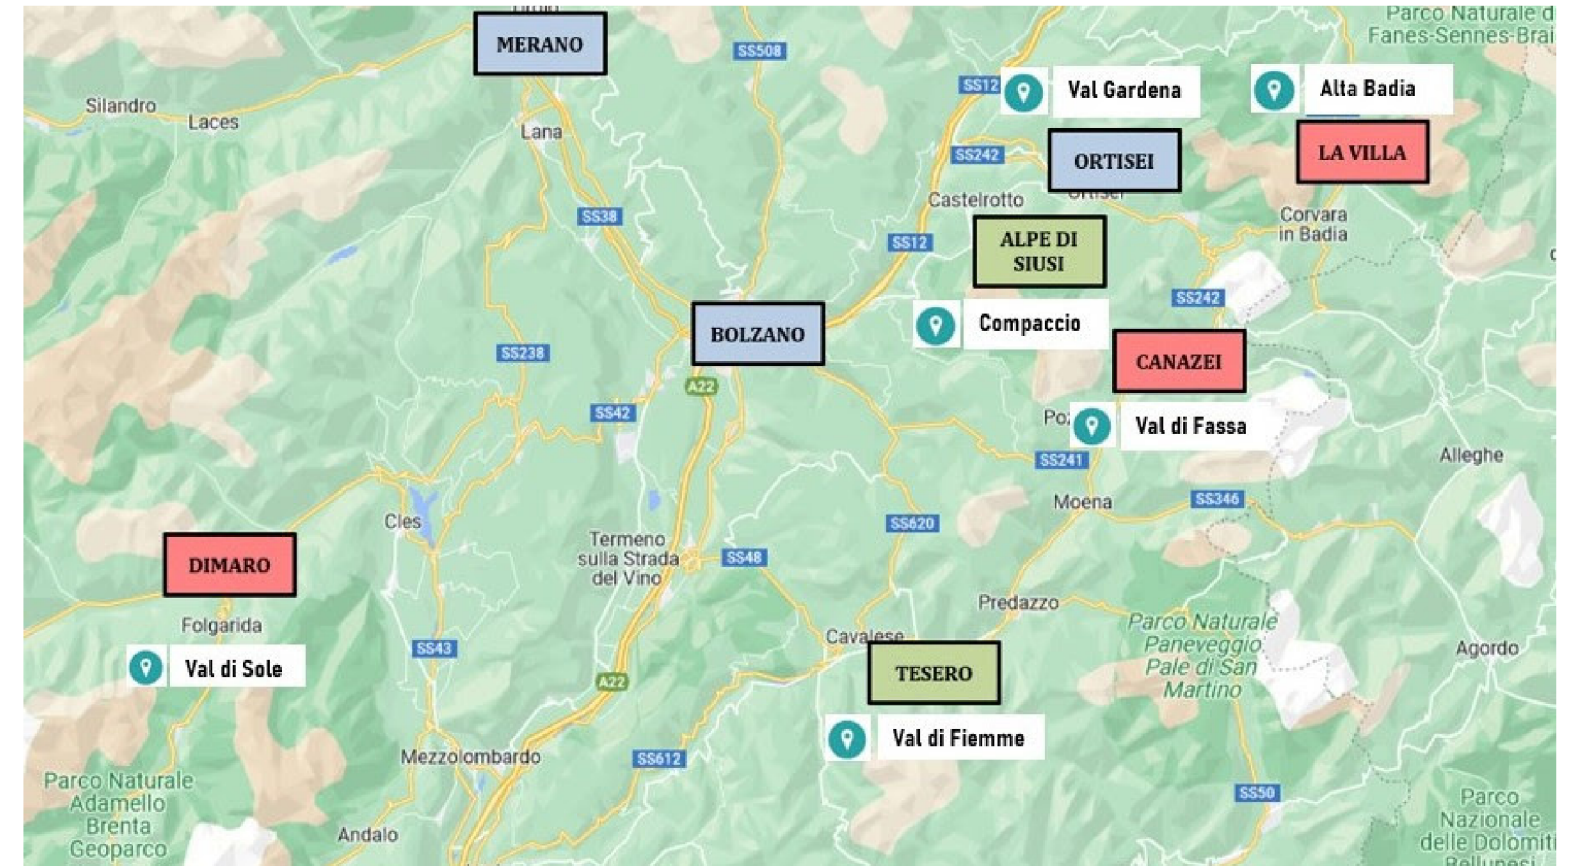 MERANO
SS508
Parco Naturale d
Fanes-Sennes-Brai
SS12
Val Gardena
Alta Badia
Silandro
Laces
Lana
SS242
ORTISEI
LA VILLA
Castelrotto
Ortisei
SS38
SS12
ALPE DI
SIUSI
Corvara
in Badia
SS242
BOLZANO
Compaccio
CANAZEI
SS238
A22
SS42
Poz
Val di Fassa
SS241
Alleghe
Moena
SS346
Cles
SS620
DIMARO
Termeno
sulla Strada
del Vino
SS48
Folgarida
Predazzo
Parco Naturale
Paneveggio
Pale di San
Martino
Cavalese
SS43
Val di Sole
TESERO
Agordo
A22
Val di Fiemme
Mezzolombardo
SS612
Parco Naturale
Adamello
Brenta
Geoparco
SS50
Andalo
Parco
Nazionale
delle Dolomiti
Bellunesi